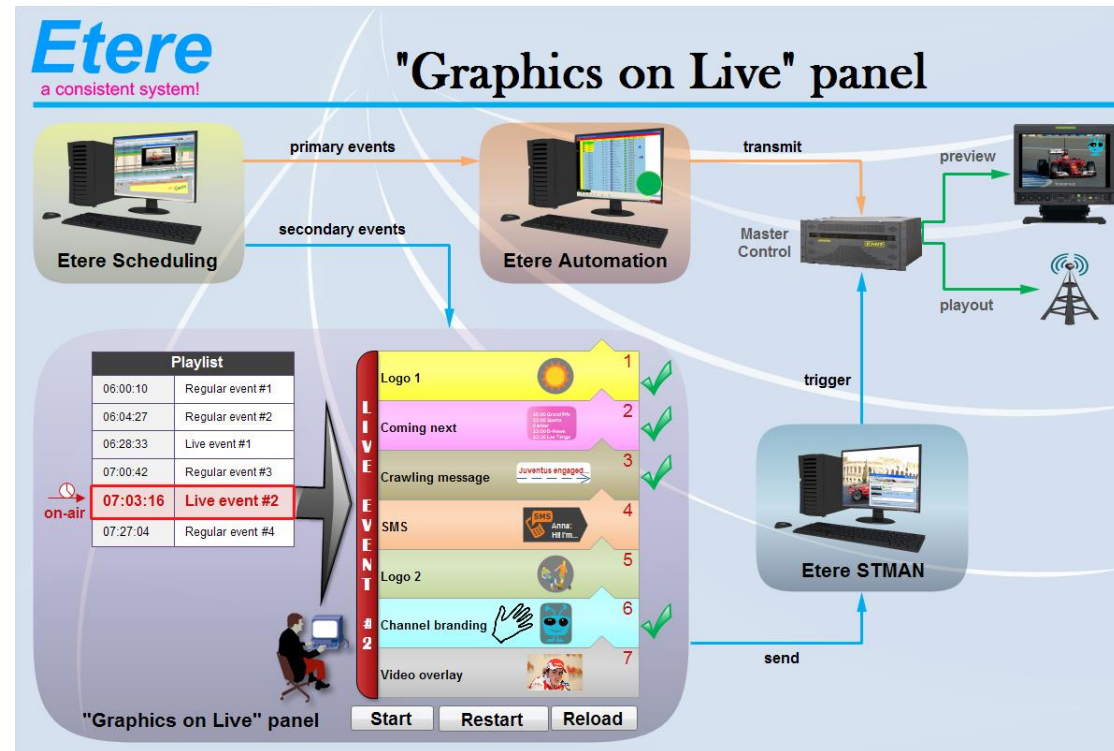 Etere
a consistent system!
"Graphics on Live" panel
primary events
transmit
preview
secondary events
Etere Scheduling
Etere Automation
Master
Control
EMIS
playout
Playlist
06:00:10 Regular event #1
06:04:27 Regular event #2
06:28:33 Live event #1
07:00:42 Regular event #3
07:03:16 Live event #2
07:27:04 Regular event #4
on-air
LIVE EVENT #2
Logo 1 1
Coming next 2
Crawling message Juventus engaged... 3
SMS SMS Anna: 4
Hi! I'm...
Logo 2 5
Channel branding 6
Video overlay 7
Start Restart Reload
"Graphics on Live" panel
trigger
Etere STMAN
send